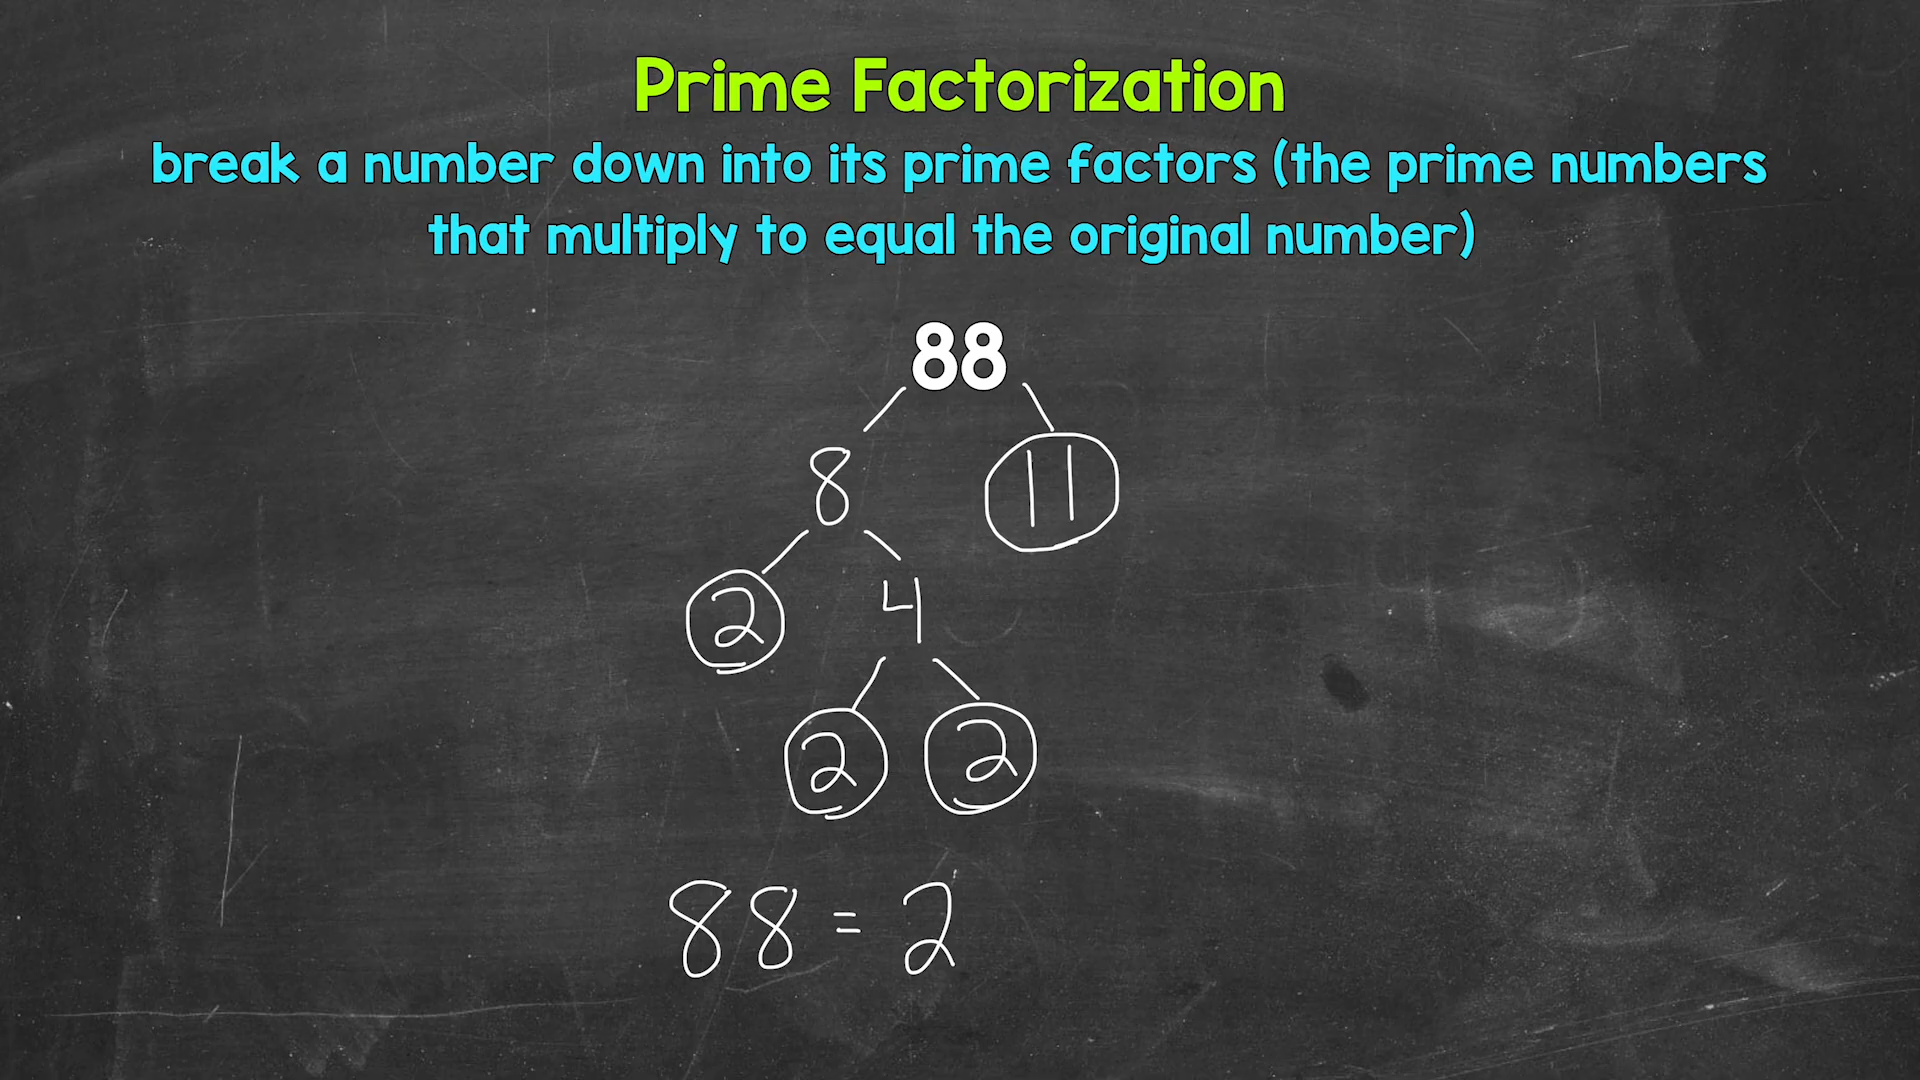 Prime Factorization
break a number down into its prime factors (the prime numbers
that multiply to equal the original number)
88
8 11
2 4
2 2
88 = 2